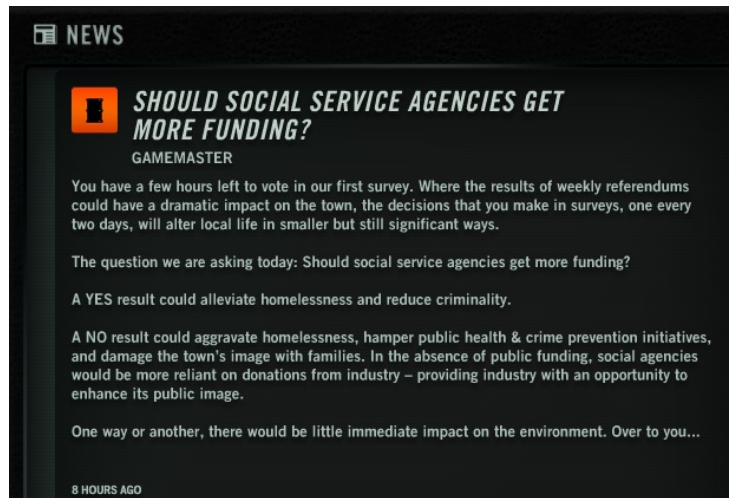 NEWS
SHOULD SOCIAL SERVICE AGENCIES GET
MORE FUNDING?
GAMEMASTER
You have a few hours left to vote in our first survey. Where the results of weekly referendums
could have a dramatic impact on the town, the decisions that you make in surveys, one every
two days, will alter local life in smaller but still significant ways.
The question we are asking today: Should social service agencies get more funding?
A YES result could alleviate homelessness and reduce criminality.
A NO result could aggravate homelessness, hamper public health & crime prevention initiatives,
and damage the town's image with families. In the absence of public funding, social agencies
would be more reliant on donations from industry – providing industry with an opportunity to
enhance its public image.
One way or another, there would be little immediate impact on the environment. Over to you...
8 HOURS AGO